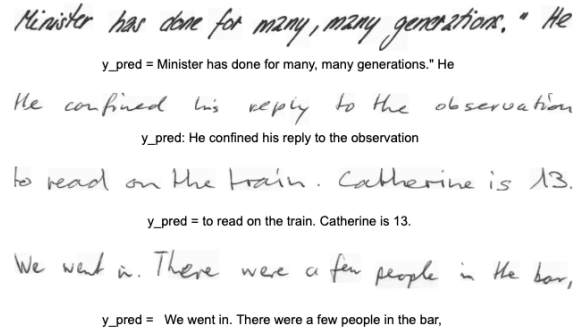 Minister has done for many, many generations." He
y_pred = Minister has done for many, many generations." He
He confined his reply to the observation
y_pred: He confined his reply to the observation
to read on the train. Catherine is 13.
y_pred = to read on the train. Catherine is 13.
We went in. There were a few people in the bar,
y_pred = We went in. There were a few people in the bar,